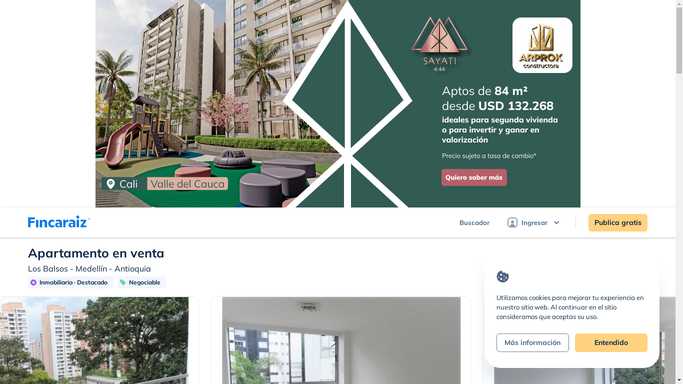 SAYATI
4·44
ARPROK
constructora
Aptos de 84 m²
desde USD 132.268
ideales para segunda vivienda
o para invertir y ganar en
valorización
Precio sujeto a tasa de cambio*
Quiero saber más
Cali
Valle del Cauca
Fincaraiz
Buscador
Ingresar
Publica gratis
Apartamento en venta
Los Balsos - Medellín - Antioquia
Inmobiliaria · Destacado
Negociable
Utilizamos cookies para mejorar tu experiencia en
nuestro sitio web. Al continuar en el sitio
consideramos que aceptas su uso.
Más información
Entendido